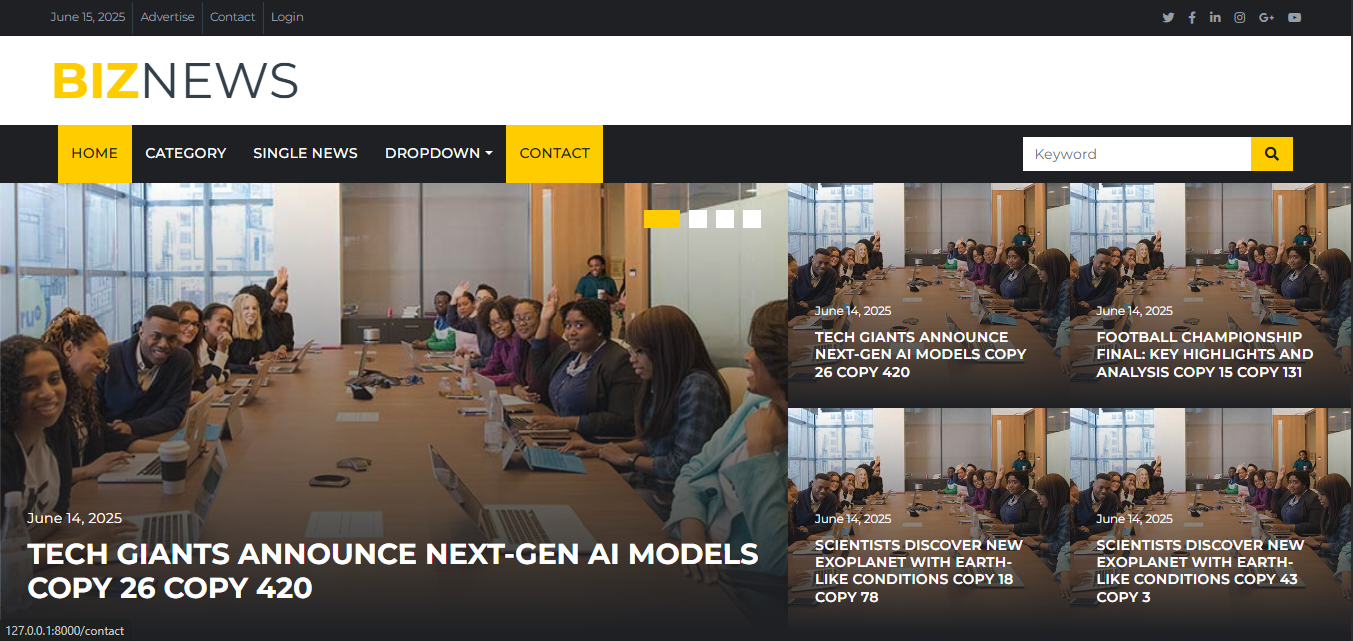 June 15, 2025 Advertise Contact Login
BIZNEWS
HOME CATEGORY SINGLE NEWS DROPDOWN CONTACT Keyword
June 14, 2025
TECH GIANTS ANNOUNCE NEXT-GEN AI MODELS
COPY 26 COPY 420
June 14, 2025
TECH GIANTS ANNOUNCE
NEXT-GEN AI MODELS COPY
26 COPY 420
June 14, 2025
FOOTBALL CHAMPIONSHIP
FINAL: KEY HIGHLIGHTS AND
ANALYSIS COPY 15 COPY 131
June 14, 2025
SCIENTISTS DISCOVER NEW
EXOPLANET WITH EARTH-
LIKE CONDITIONS COPY 18
COPY 78
June 14, 2025
SCIENTISTS DISCOVER NEW
EXOPLANET WITH EARTH-
LIKE CONDITIONS COPY 43
COPY 3
127.0.0.1:8000/contact